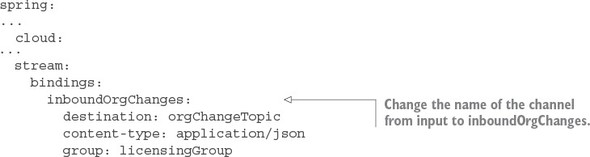 spring:
...
  cloud:
...
  stream:
    bindings:
      inboundOrgChanges:
        destination: orgChangeTopic
        content-type: application/json
        group: licensingGroup
Change the name of the channel
from input to inboundOrgChanges.